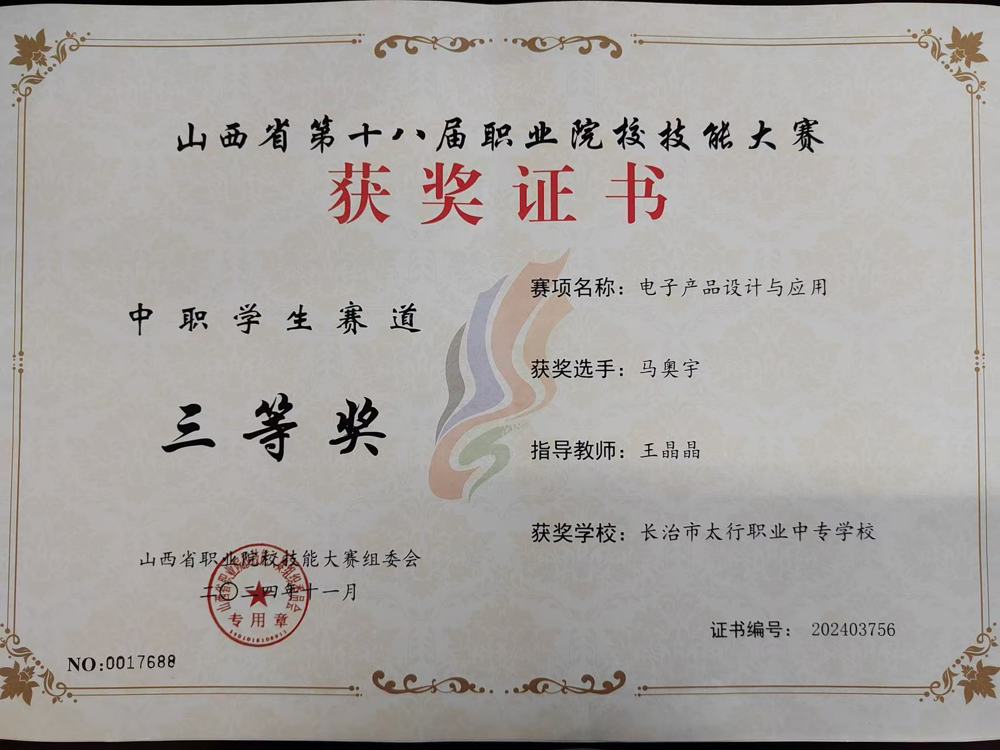 山西省第十八届职业院校技能大赛
获奖证书
中职学生赛道
三等奖
赛项名称：电子产品设计与应用
获奖选手：马奥宇
指导教师：王晶晶
获奖学校：长治市太行职业中专学校
山西省职业院校技能大赛组委会
二〇二四年十一月
专用章
证书编号： 202403756
NO:0017688